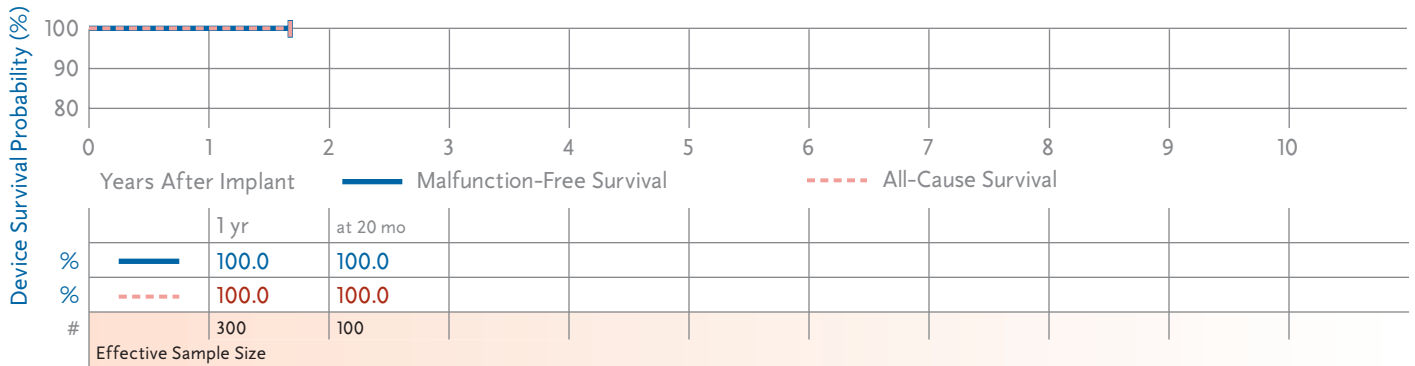 Device Survival Probability (%)
100
90
80
0 1 2 3 4 5 6 7 8 9 10
Years After Implant Malfunction-Free Survival All-Cause Survival
1 yr at 20 mo
% 100.0 100.0
% 100.0 100.0
# 300 100
Effective Sample Size